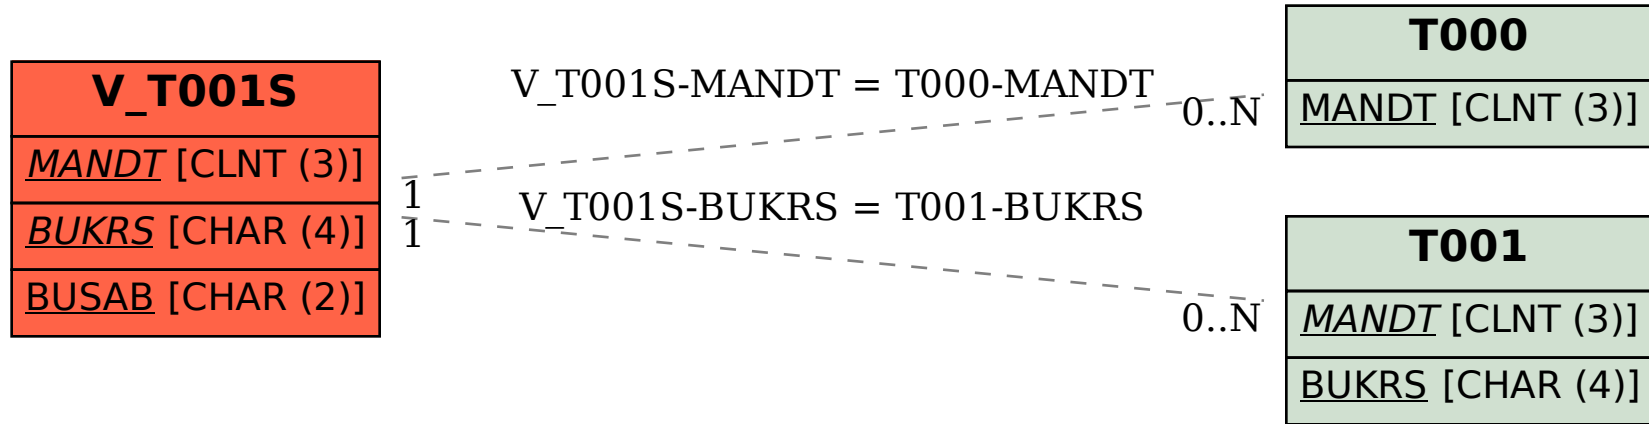 V_T001S
MANDT [CLNT (3)]
BUKRS [CHAR (4)]
BUSAB [CHAR (2)]
V_T001S-MANDT = T000-MANDT
0..N
1
V_T001S-BUKRS = T001-BUKRS
1
0..N
T000
MANDT [CLNT (3)]
T001
MANDT [CLNT (3)]
BUKRS [CHAR (4)]